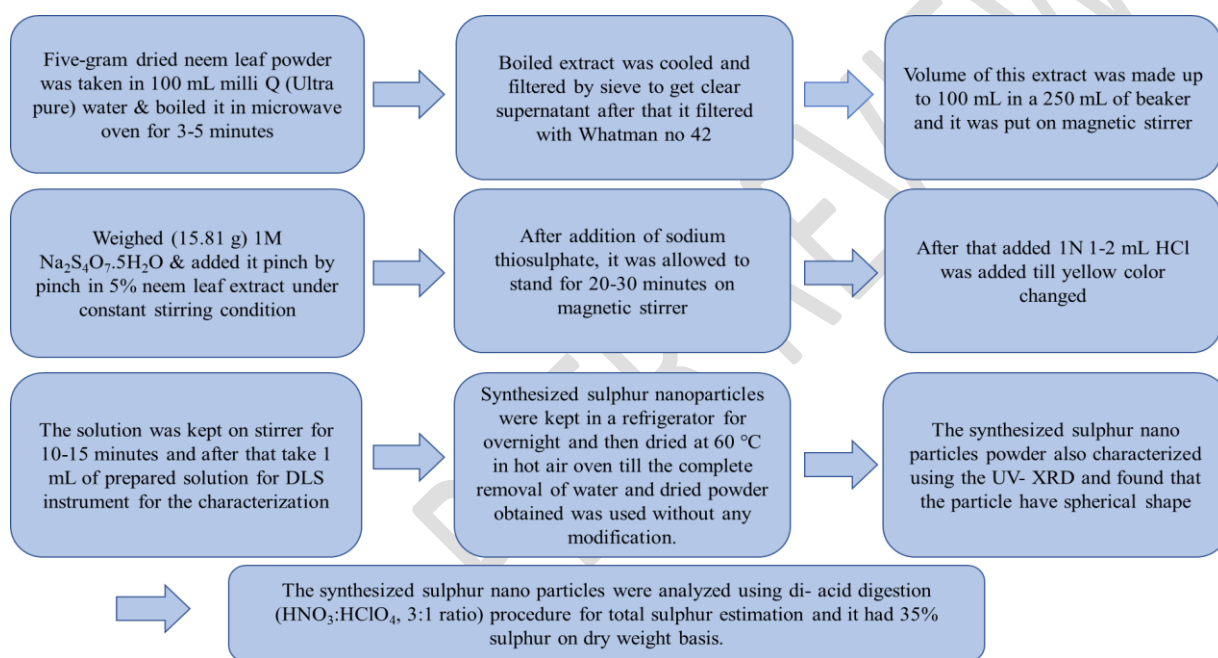 Five-gram dried neem leaf powder
was taken in 100 mL milli Q (Ultra
pure) water & boiled it in microwave
oven for 3-5 minutes
Boiled extract was cooled and
filtered by sieve to get clear
supernatant after that it filtered
with Whatman no 42
Volume of this extract was made up
to 100 mL in a 250 mL of beaker
and it was put on magnetic stirrer
Weighed (15.81 g) 1M
Na₂S₄O₇.5H₂O & added it pinch by
pinch in 5% neem leaf extract under
constant stirring condition
After addition of sodium
thiosulphate, it was allowed to
stand for 20-30 minutes on
magnetic stirrer
After that added 1N 1-2 mL HCl
was added till yellow color
changed
The solution was kept on stirrer for
10-15 minutes and after that take 1
mL of prepared solution for DLS
instrument for the characterization
Synthesized sulphur nanoparticles
were kept in a refrigerator for
overnight and then dried at 60 °C
in hot air oven till the complete
removal of water and dried powder
obtained was used without any
modification.
The synthesized sulphur nano
particles powder also characterized
using the UV- XRD and found that
the particle have spherical shape
The synthesized sulphur nano particles were analyzed using di- acid digestion
(HNO₃:HClO₄, 3:1 ratio) procedure for total sulphur estimation and it had 35%
sulphur on dry weight basis.